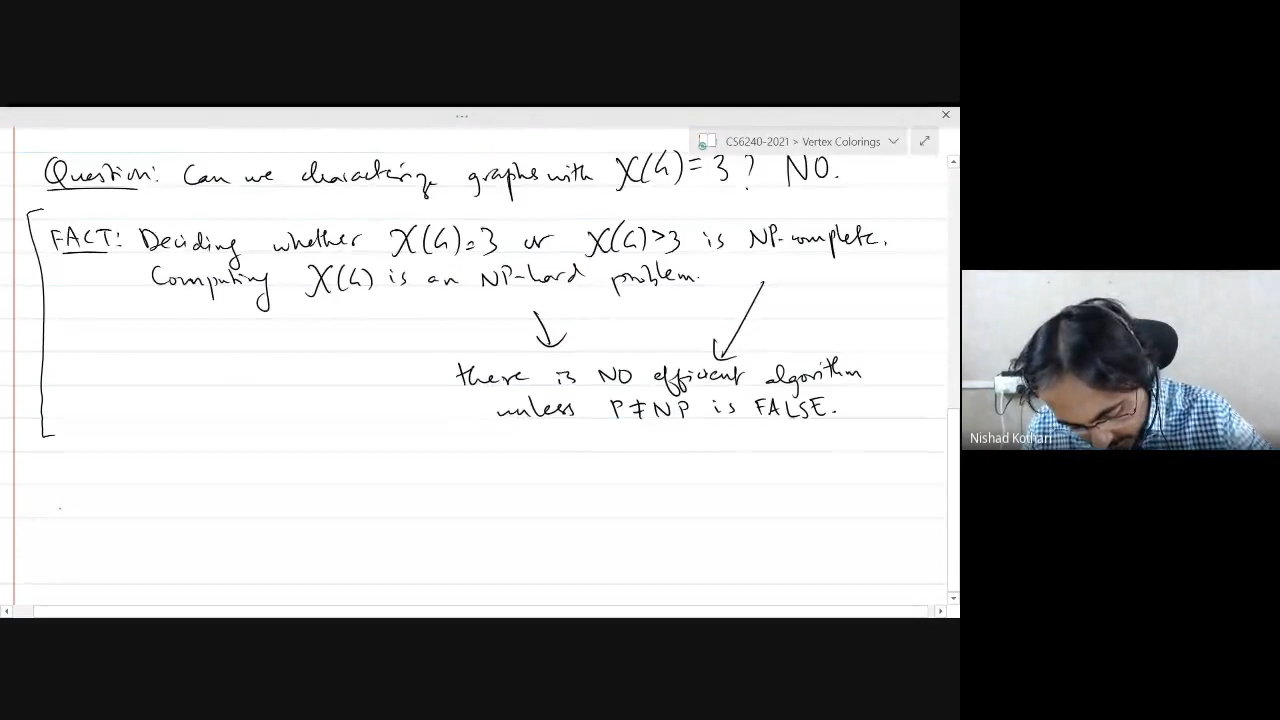 CS6240-2021 > Vertex Colorings
Question: Can we characterize graphs with χ(G)=3? NO.
FACT: Deciding whether χ(G)=3 or χ(G)>3 is NP-complete.
Computing χ(G) is an NP-hard problem.
there is NO efficient algorithm
unless P≠NP is FALSE.
Nishad Kothari